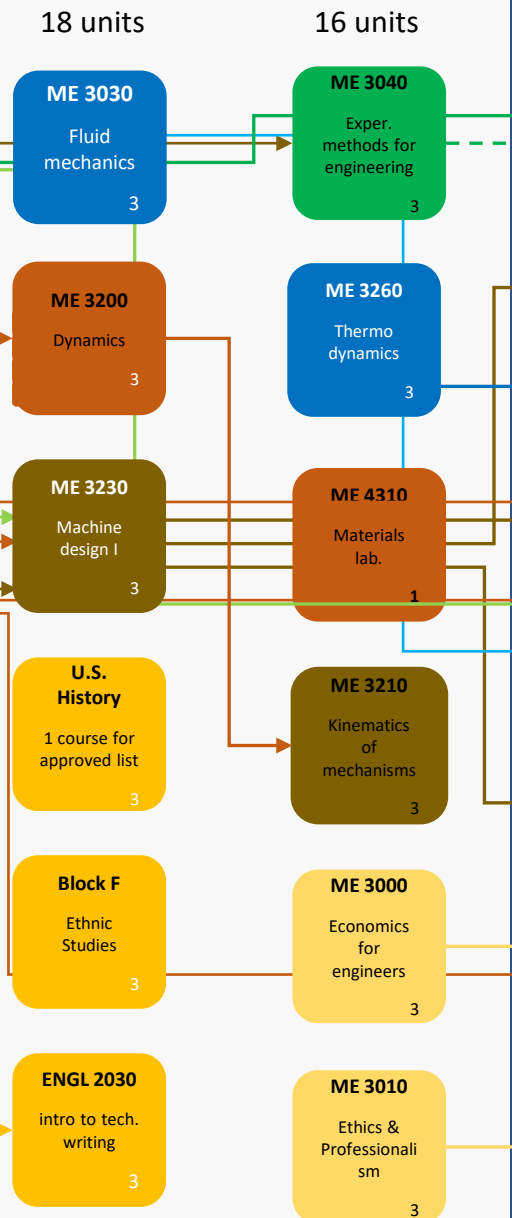 18 units
ME 3030
Fluid
mechanics
3
ME 3200
Dynamics
3
ME 3230
Machine
design I
3
U.S.
History
1 course for
approved list
3
Block F
Ethnic
Studies
3
ENGL 2030
intro to tech.
writing
3
16 units
ME 3040
Exper.
methods for
engineering
3
ME 3260
Thermo
dynamics
3
ME 4310
Materials
lab.
1
ME 3210
Kinematics
of
mechanisms
3
ME 3000
Economics
for
engineers
3
ME 3010
Ethics &
Professionali
sm
3